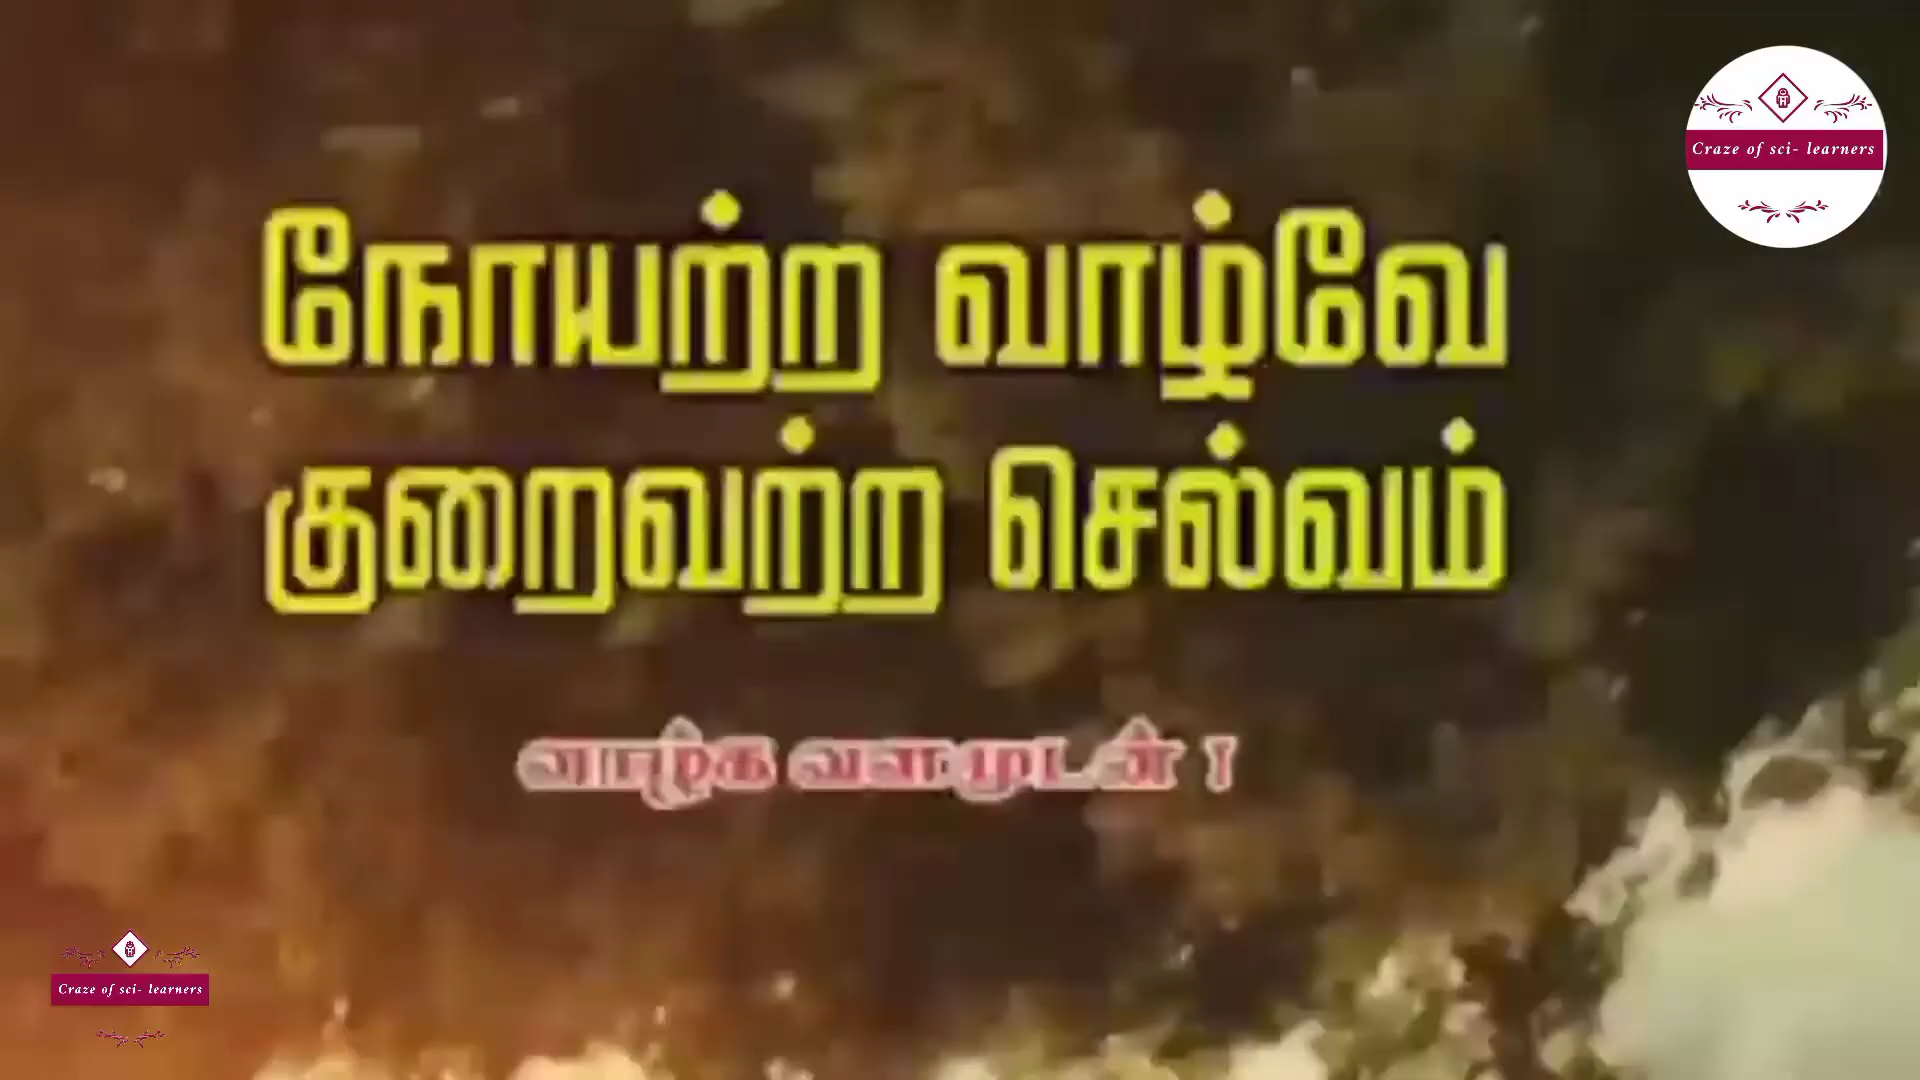 Craze of sci- learners
நோயற்ற வாழ்வே
குறைவற்ற செல்வம்
வாழ்க வளமுடன் !
Craze of sci- learners